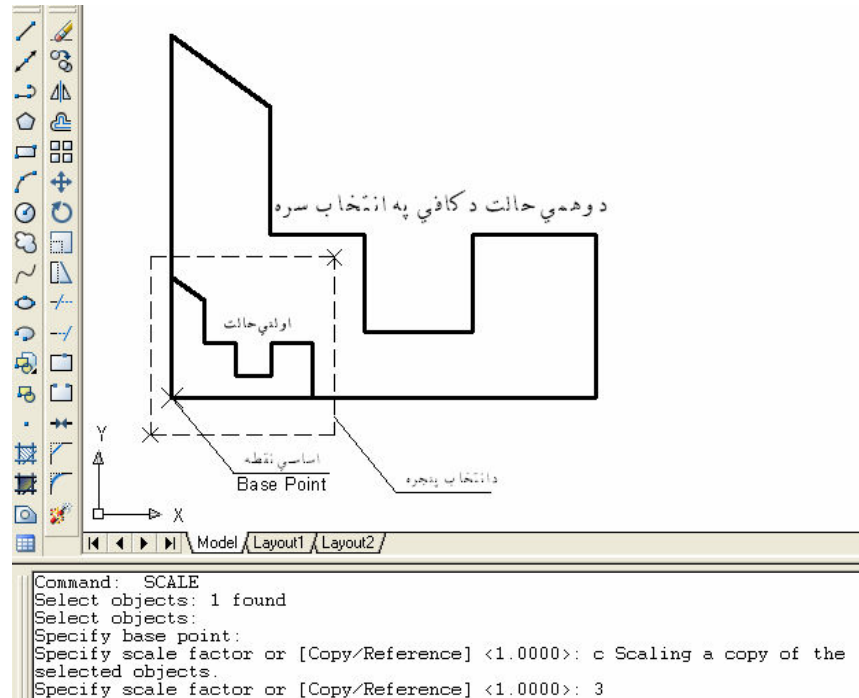 دوهمي حالت د کافي په انتخاب سره
اولني حالت
اساسي نقطه
Base Point
دانتخاب پنجره
Y
X
Model Layout1 Layout2
Command: SCALE
Select objects: 1 found
Select objects:
Specify base point:
Specify scale factor or [Copy/Reference] <1.0000>: c Scaling a copy of the
selected objects.
Specify scale factor or [Copy/Reference] <1.0000>: 3